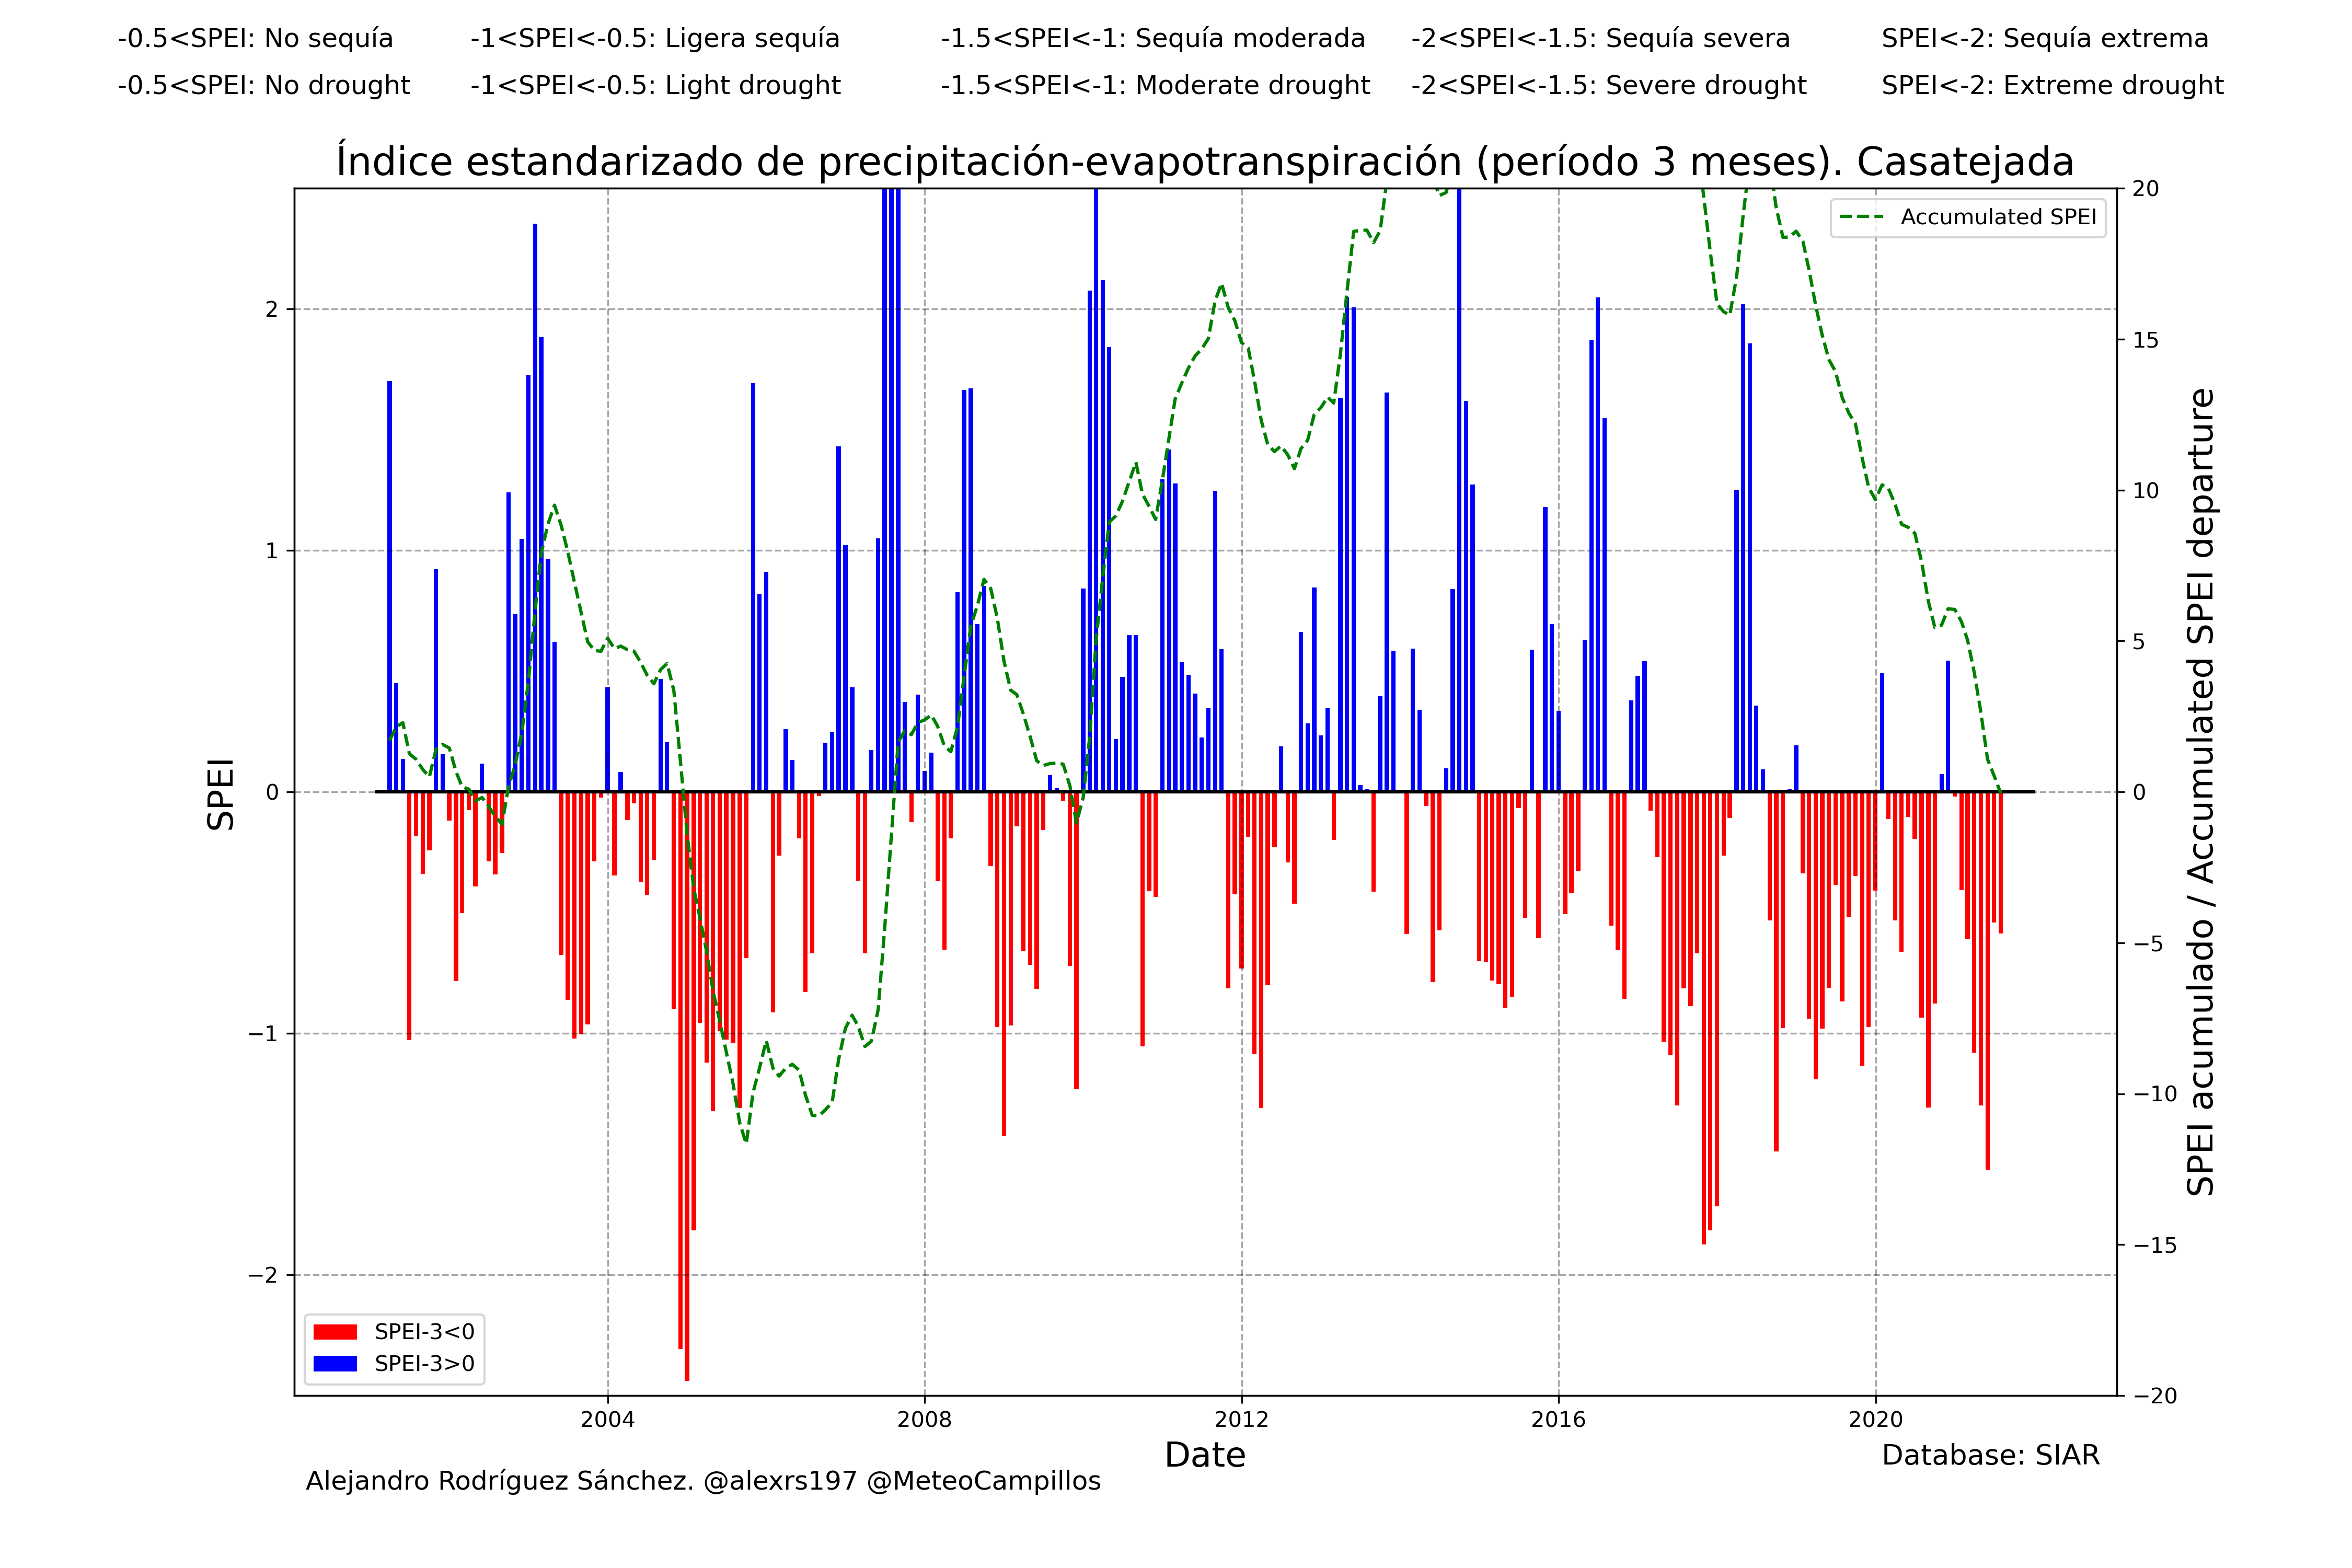 -0.5<SPEI: No sequía -1<SPEI<-0.5: Ligera sequía -1.5<SPEI<-1: Sequía moderada -2<SPEI<-1.5: Sequía severa SPEI<-2: Sequía extrema
-0.5<SPEI: No drought -1<SPEI<-0.5: Light drought -1.5<SPEI<-1: Moderate drought -2<SPEI<-1.5: Severe drought SPEI<-2: Extreme drought
Índice estandarizado de precipitación-evapotranspiración (período 3 meses). Casatejada
Accumulated SPEI
2
1
0
−1
−2
SPEI
20
15
10
5
0
−5
−10
−15
−20
SPEI acumulado / Accumulated SPEI departure
SPEI-3<0
SPEI-3>0
2004 2008 2012 2016 2020
Date
Database: SIAR
Alejandro Rodríguez Sánchez. @alexrs197 @MeteoCampillos